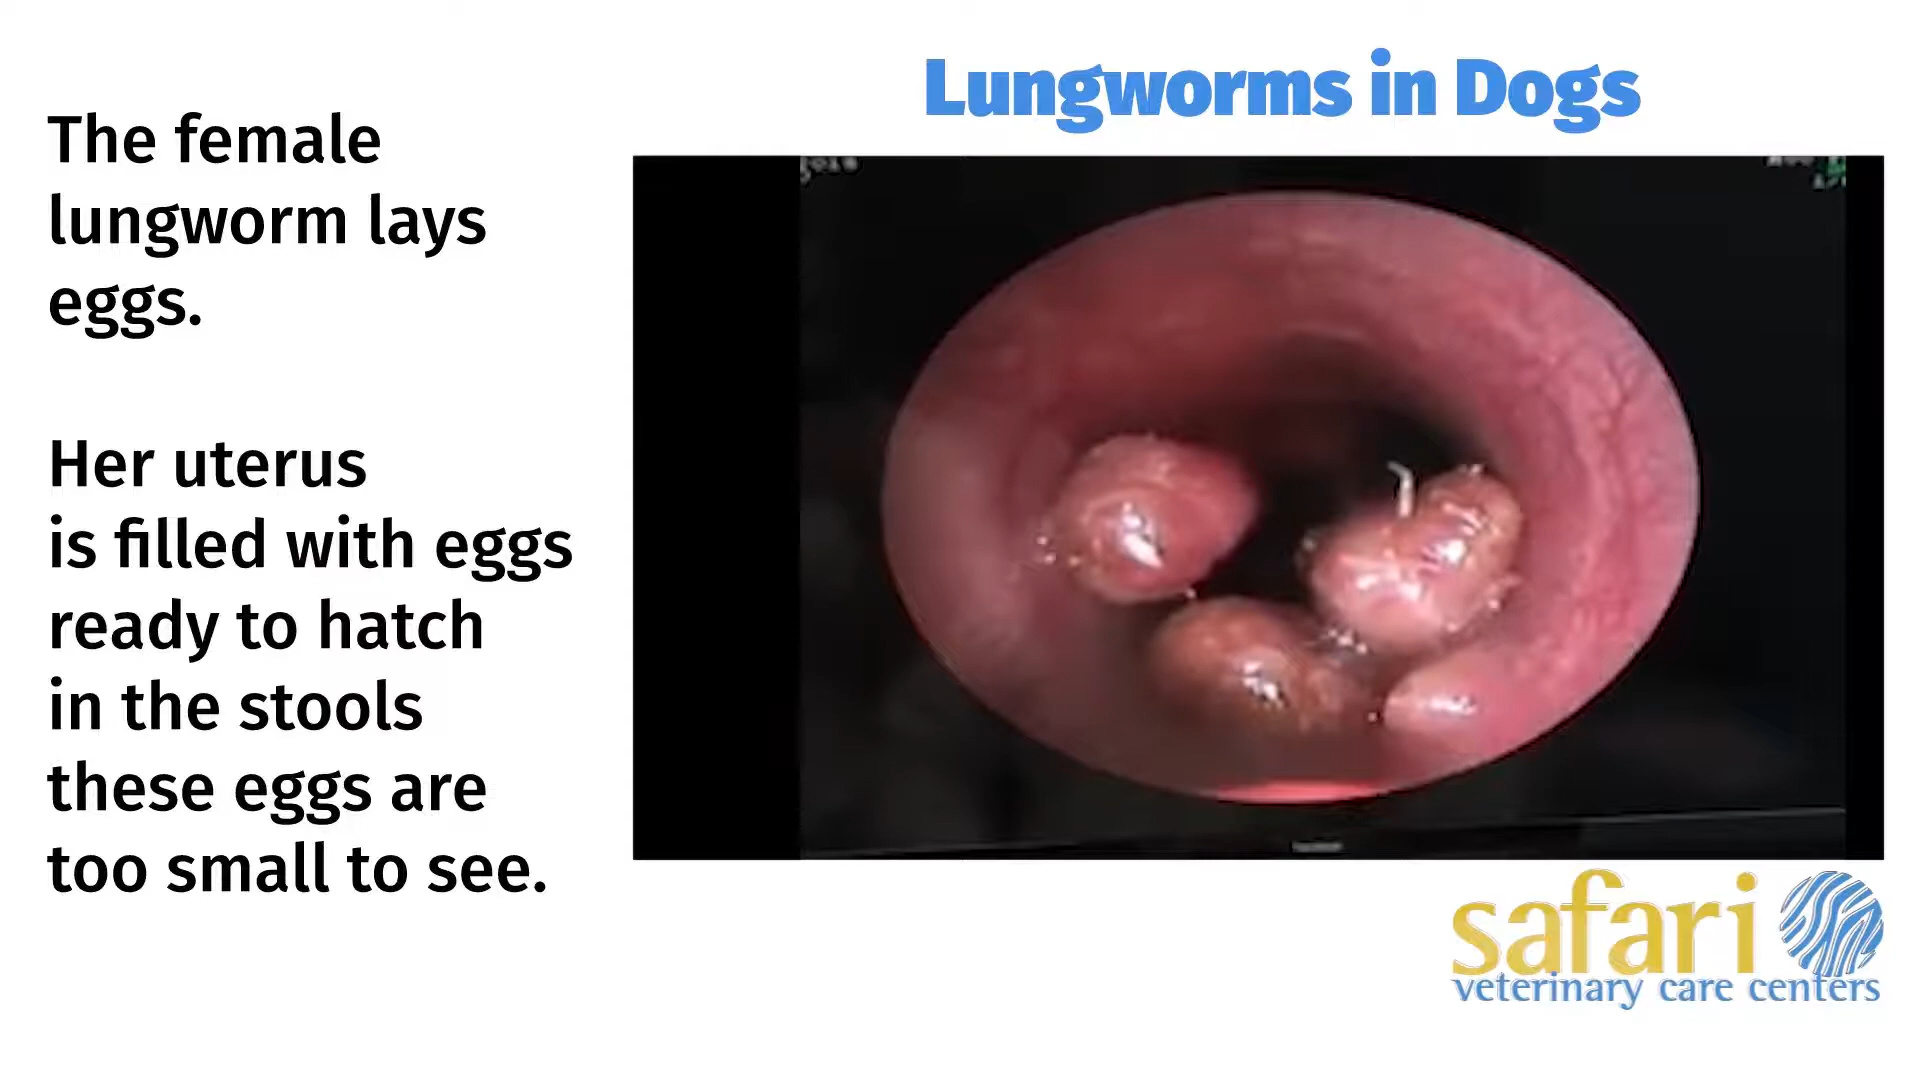 Lungworms in Dogs
The female
lungworm lays
eggs.
Her uterus
is filled with eggs
ready to hatch
in the stools
these eggs are
too small to see.
safari
veterinary care centers